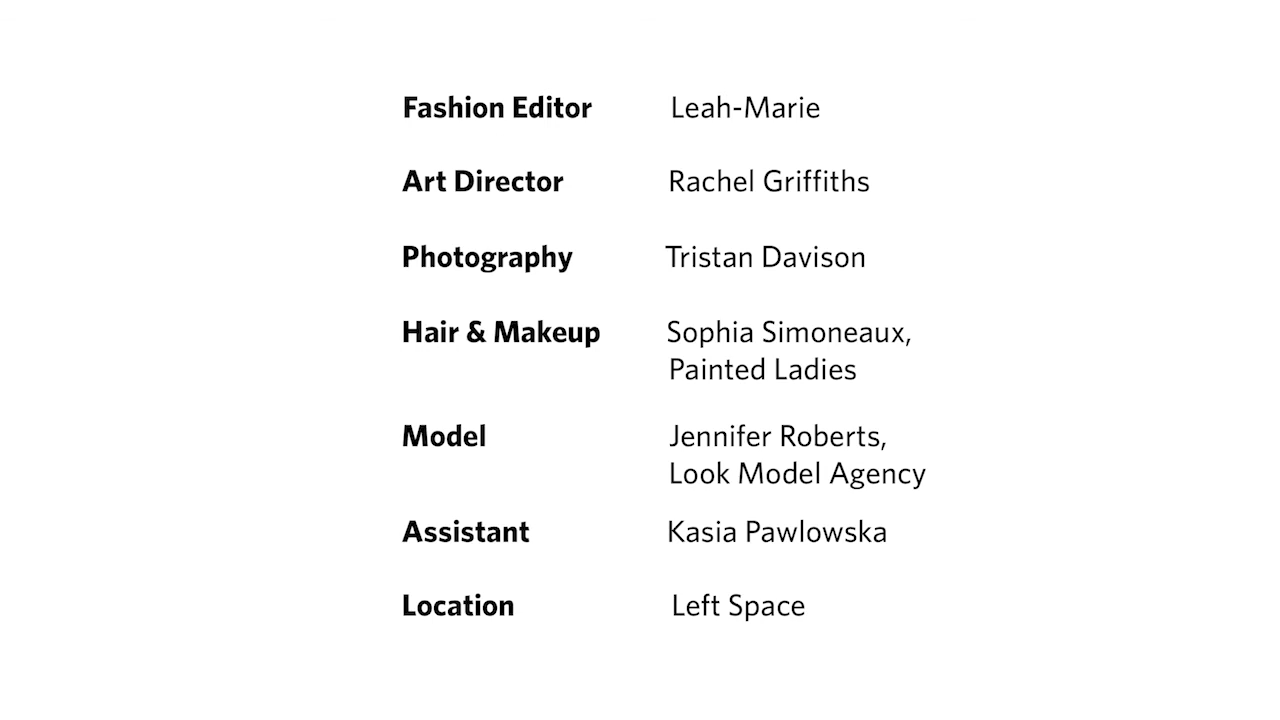 Fashion Editor Leah-Marie
Art Director Rachel Griffiths
Photography Tristan Davison
Hair & Makeup Sophia Simoneaux,
Painted Ladies
Model Jennifer Roberts,
Look Model Agency
Assistant Kasia Pawlowska
Location Left Space